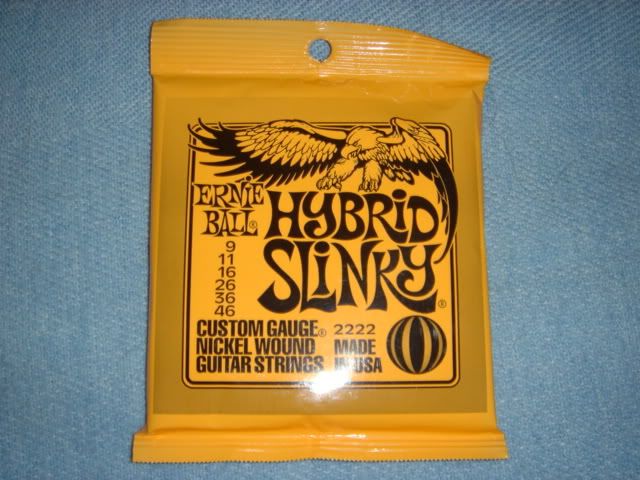 ERNIE
BALL®
HYBRID
SLINKY®
9
11
16
26
36
46
CUSTOM GAUGE® 2222
NICKEL WOUND MADE
GUITAR STRINGS IN USA